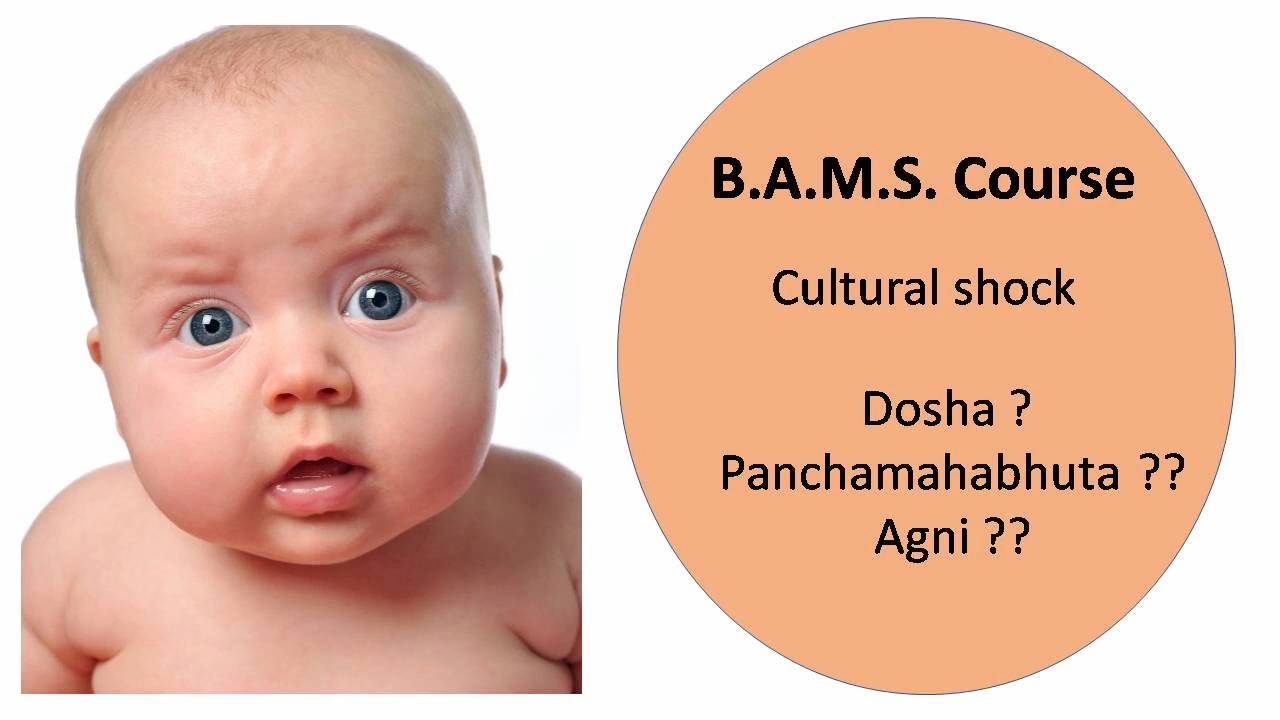 B.A.M.S. Course
Cultural shock
Dosha ?
Panchamahabhuta ??
Agni ??